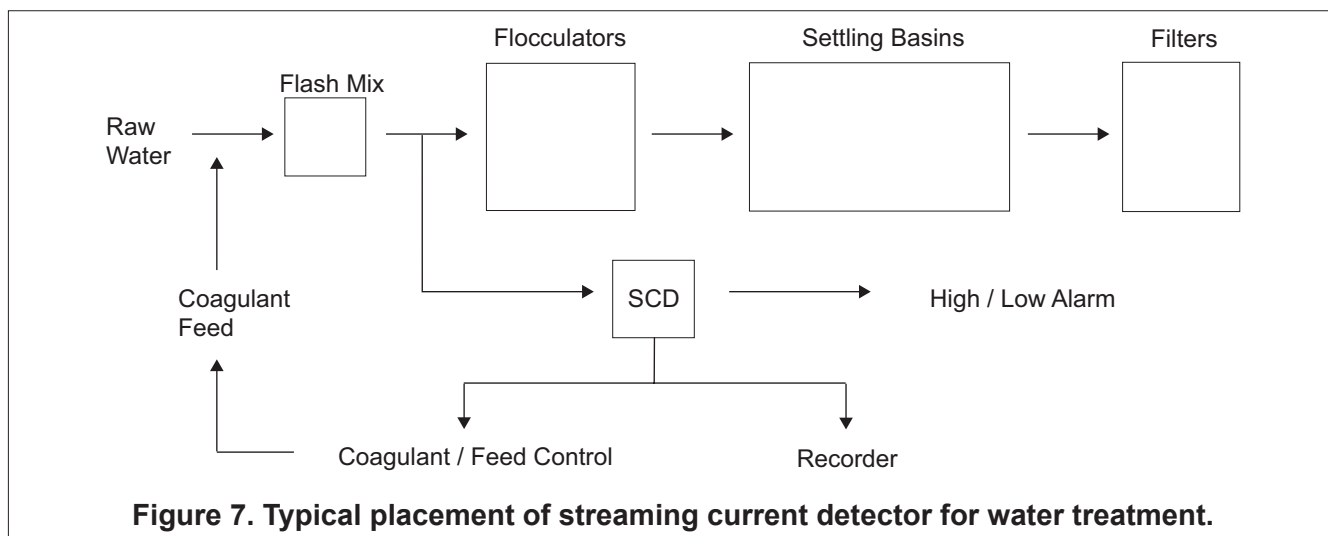 Flocculators
Settling Basins
Filters
Flash Mix
Raw
Water
Coagulant
Feed
SCD
High / Low Alarm
Coagulant / Feed Control
Recorder
Figure 7. Typical placement of streaming current detector for water treatment.